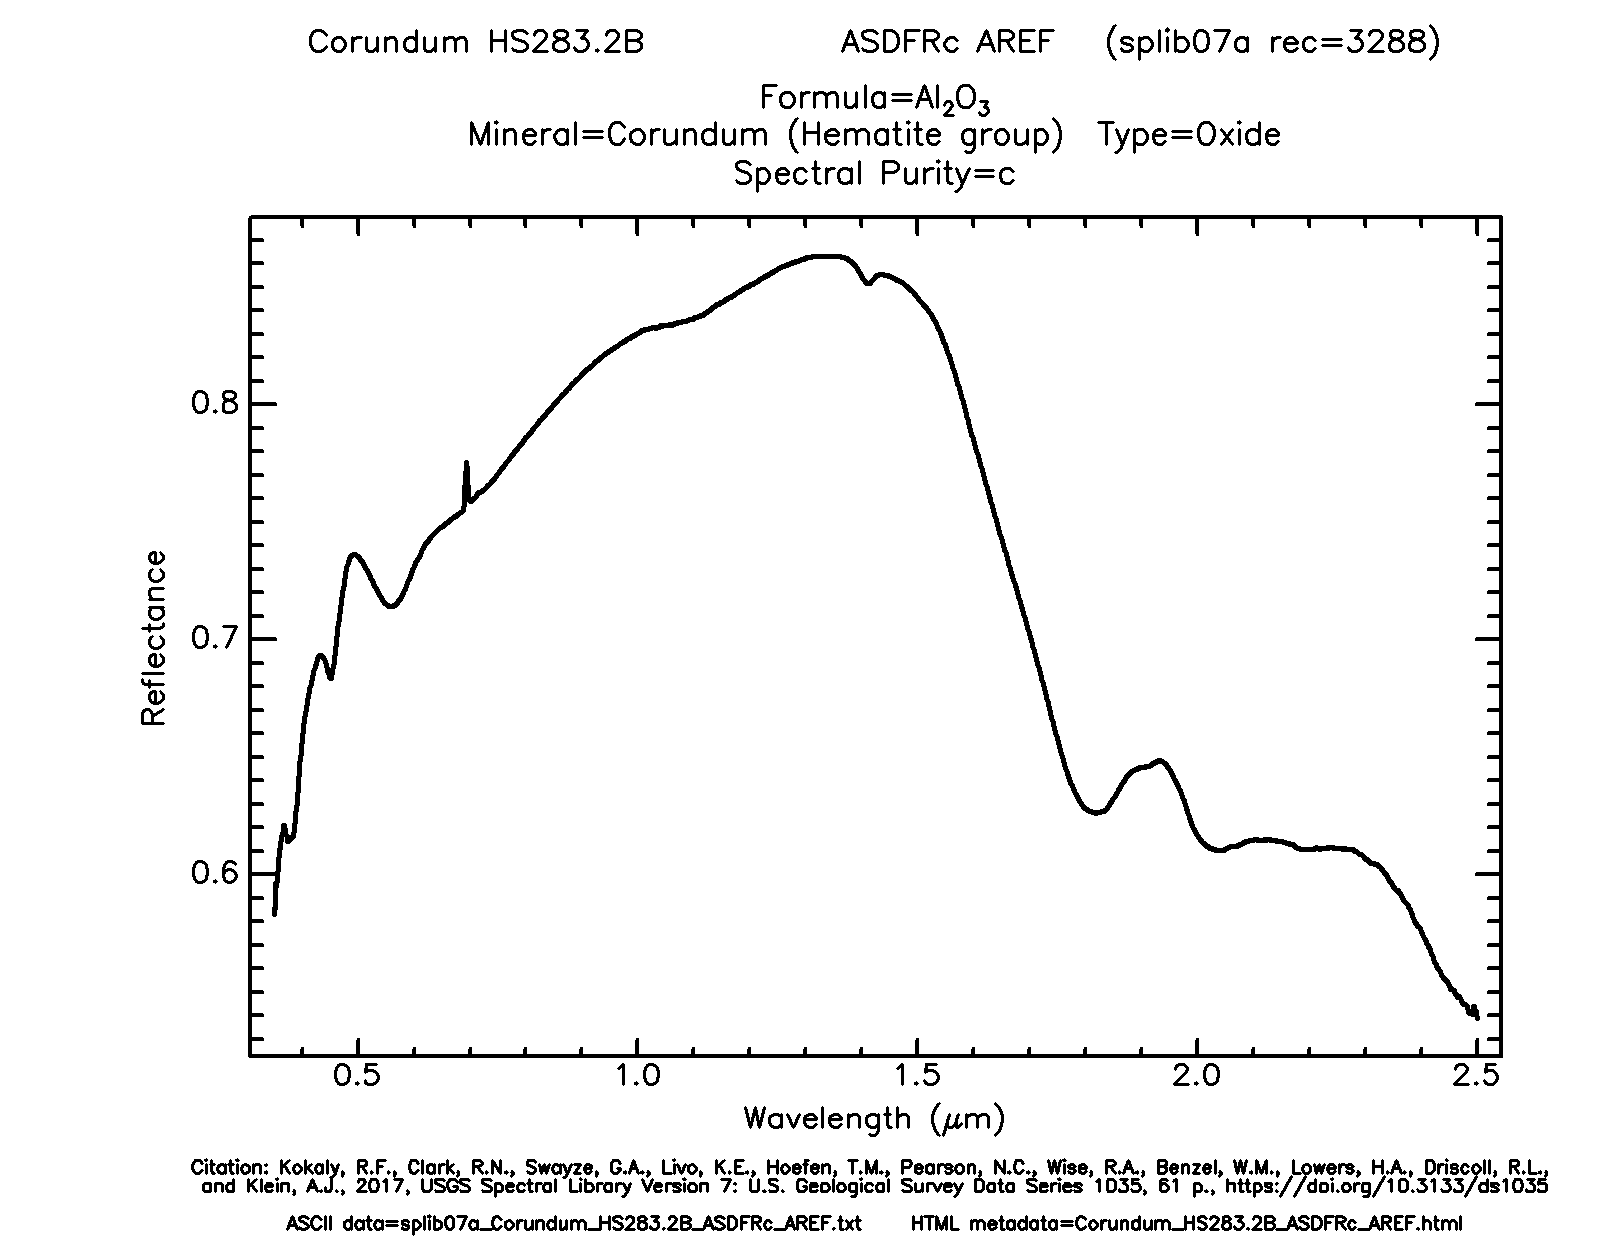 Corundum HS283.2B ASDFRc AREF (splib07a rec=3288)
Formula=Al₂O₃
Mineral=Corundum (Hematite group) Type=Oxide
Spectral Purity=c
0.8
0.7
0.6
Reflectance
0.5 1.0 1.5 2.0 2.5
Wavelength (μm)
Citation: Kokaly, R.F., Clark, R.N., Swayze, G.A., Livo, K.E., Hoefen, T.M., Pearson, N.C., Wise, R.A., Benzel, W.M., Lowers, H.A., Driscoll, R.L.,
and Klein, A.J., 2017, USGS Spectral Library Version 7: U.S. Geological Survey Data Series 1035, 61 p., https://doi.org/10.3133/ds1035
ASCII data=splib07a_Corundum_HS283.2B_ASDFRc_AREF.txt HTML metadata=Corundum_HS283.2B_ASDFRc_AREF.html